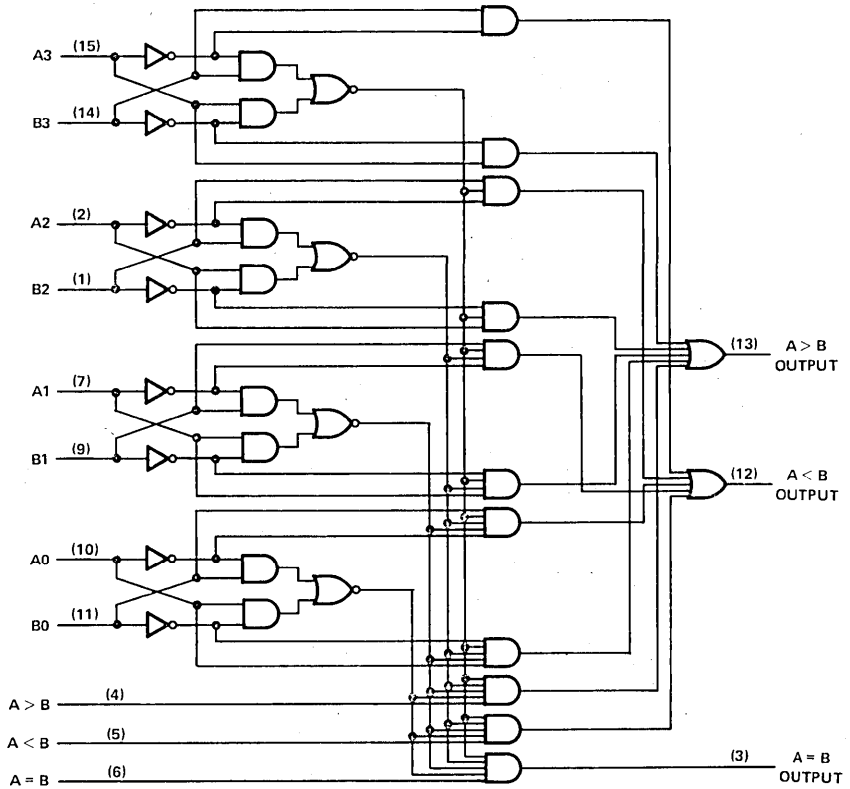 A3 (15)
B3 (14)
A2 (2)
B2 (1)
(13) A > B
OUTPUT
A1 (7)
B1 (9)
(12) A < B
OUTPUT
A0 (10)
B0 (11)
A > B (4)
A < B (5)
(3) A = B
OUTPUT
A = B (6)